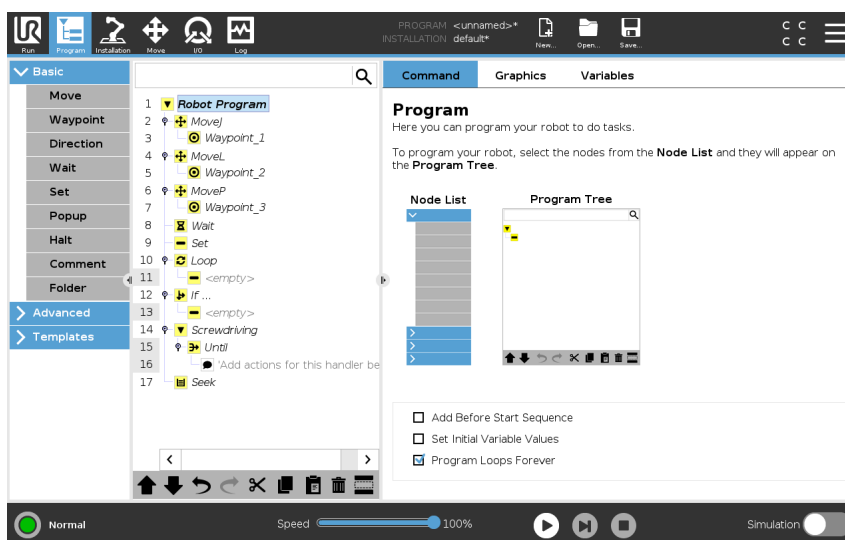 PROGRAM <unnamed>*
INSTALLATION default*
UR
Run
Program
Installation
Move
I/O
Log
New...
Open...
Save...
C C
C C
Basic
Move
Waypoint
Direction
Wait
Set
Popup
Halt
Comment
Folder
Advanced
Templates
1 Robot Program
2 MoveJ
3 Waypoint_1
4 MoveL
5 Waypoint_2
6 MoveP
7 Waypoint_3
8 Wait
9 Set
10 Loop
11 <empty>
12 If ...
13 <empty>
14 Screwdriving
15 Until
16 'Add actions for this handler be
17 Seek
Command Graphics Variables
Program
Here you can program your robot to do tasks.
To program your robot, select the nodes from the Node List and they will appear on
the Program Tree.
Node List Program Tree
Add Before Start Sequence
Set Initial Variable Values
Program Loops Forever
Normal
Speed 100%
Simulation